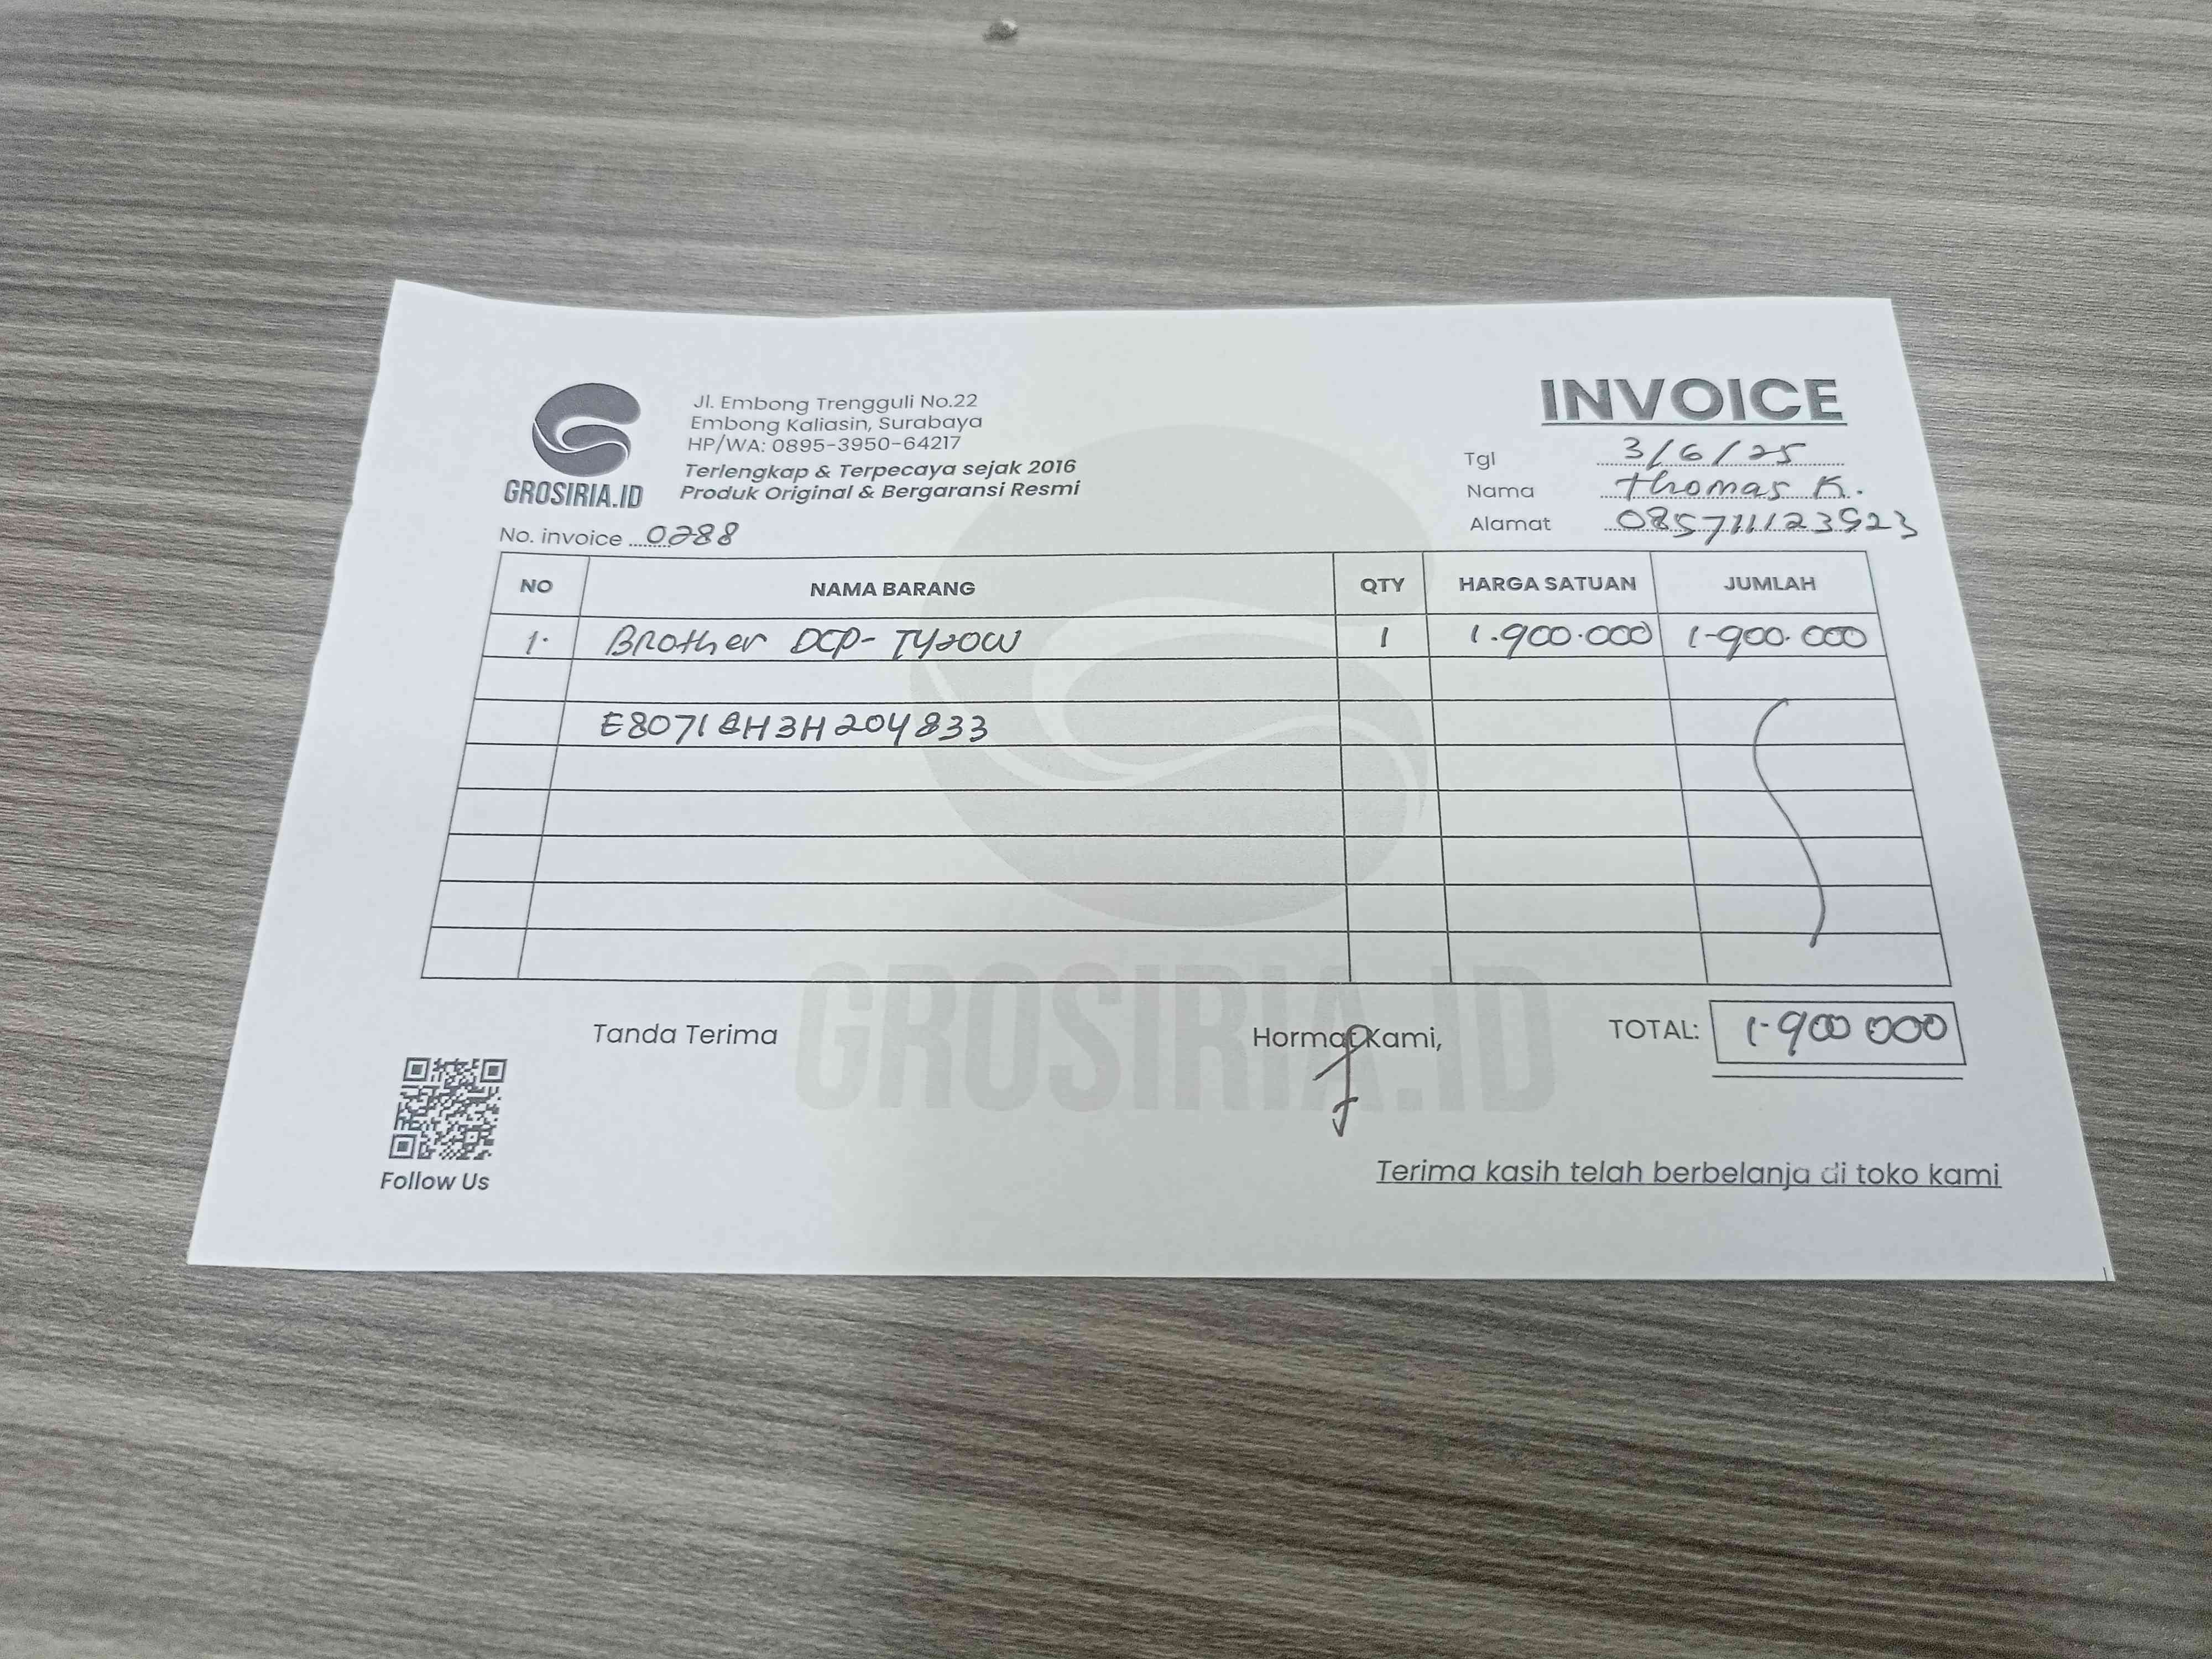 INVOICE
Jl. Embong Trengguli No.22
Embong Kaliasin, Surabaya
HP/WA: 0895-3950-64217
Terlengkap & Terpecaya sejak 2016
Produk Original & Bergaransi Resmi
GROSIRIA.ID
Tgl 3/6/25
Nama Thomas K.
Alamat 085711123923
No. invoice 0288
NO NAMA BARANG QTY HARGA SATUAN JUMLAH
1. Brother DCP-T420W 1 1.900.000 1.900.000
GROSIRIA.ID
Tanda Terima Hormat Kami, TOTAL: 1.900 000
Follow Us
Terima kasih telah berbelanja di toko kami